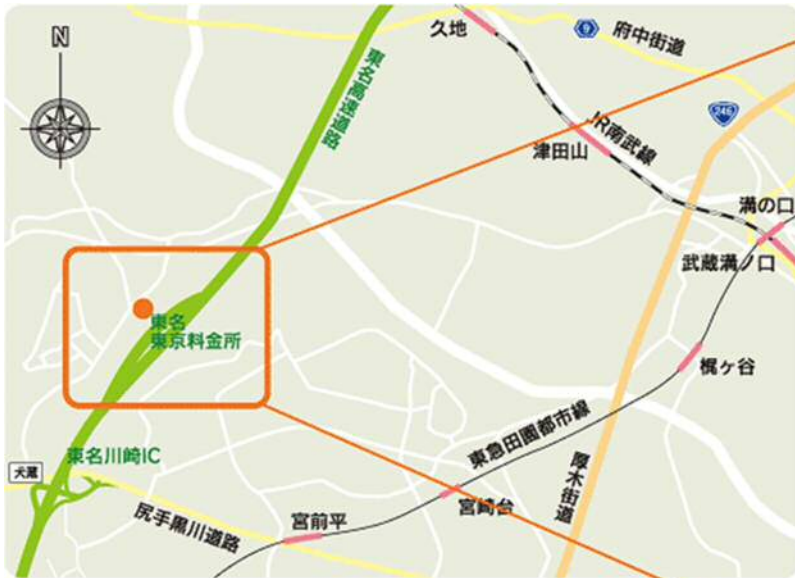 N
久地
9
府中街道
246
東名高速道路
JR南武線
津田山
溝の口
武蔵溝ノ口
東名
東京料金所
梶ヶ谷
東急田園都市線
東名川崎IC
犬蔵
宮崎台
厚木街道
宮前平
尻手黒川道路